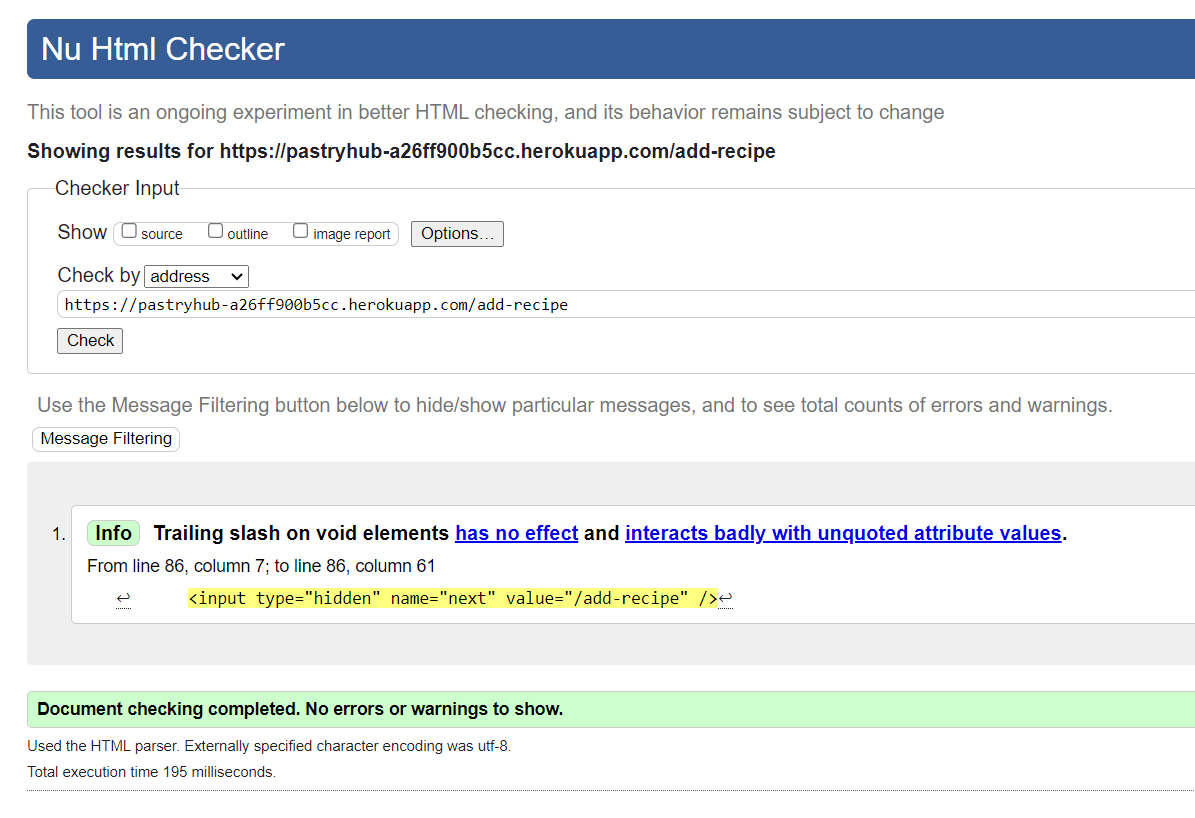 Nu Html Checker
This tool is an ongoing experiment in better HTML checking, and its behavior remains subject to change
Showing results for https://pastryhub-a26ff900b5cc.herokuapp.com/add-recipe
Checker Input
Show source outline image report Options…
Check by address
https://pastryhub-a26ff900b5cc.herokuapp.com/add-recipe
Check
Use the Message Filtering button below to hide/show particular messages, and to see total counts of errors and warnings.
Message Filtering
1. Info Trailing slash on void elements has no effect and interacts badly with unquoted attribute values.
From line 86, column 7; to line 86, column 61
↩ <input type="hidden" name="next" value="/add-recipe" />↩
Document checking completed. No errors or warnings to show.
Used the HTML parser. Externally specified character encoding was utf-8.
Total execution time 195 milliseconds.